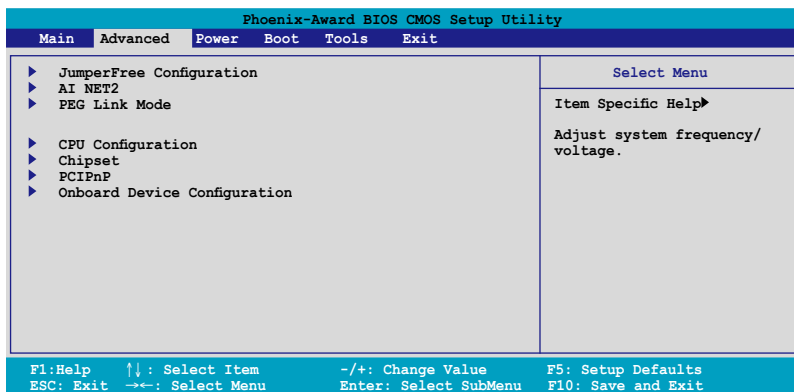 Phoenix-Award BIOS CMOS Setup Utility
Main Advanced Power Boot Tools Exit
JumperFree Configuration
AI NET2
PEG Link Mode
CPU Configuration
Chipset
PCIPnP
Onboard Device Configuration
Select Menu
Item Specific Help
Adjust system frequency/
voltage.
F1:Help ↑↓: Select Item -/+: Change Value F5: Setup Defaults
ESC: Exit →←: Select Menu Enter: Select SubMenu F10: Save and Exit